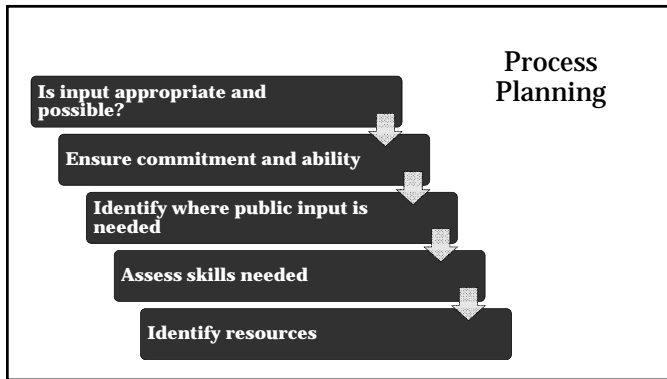 Process
Planning
Is input appropriate and
possible?
Ensure commitment and ability
Identify where public input is
needed
Assess skills needed
Identify resources